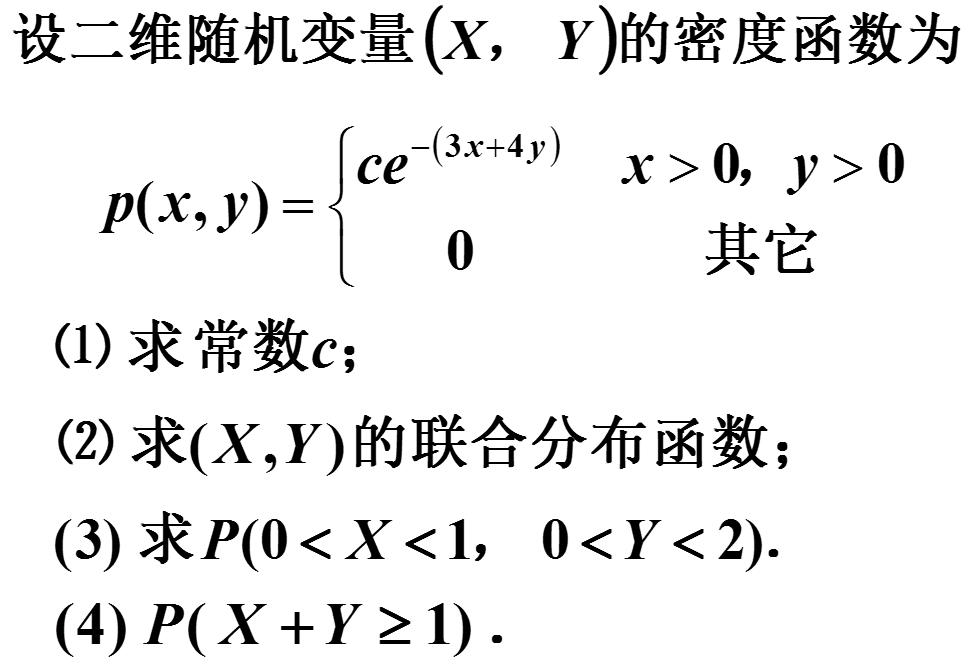 设二维随机变量(X， Y)的密度函数为
p(x, y) = { ce^{-(3x+4y)} x > 0，y > 0
0 其它
⑴ 求常数c；
⑵ 求(X,Y)的联合分布函数；
(3) 求P(0 < X < 1， 0 < Y < 2).
(4) P( X + Y ≥ 1) .